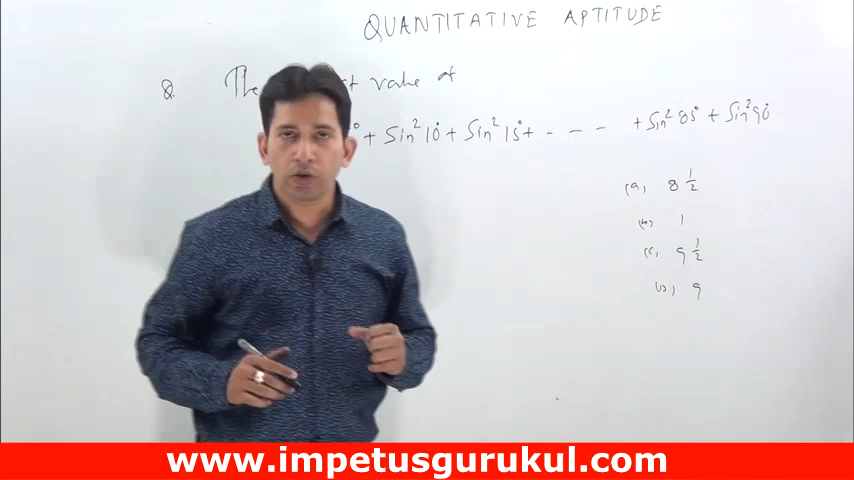 QUANTITATIVE APTITUDE
Q. The value of
+ Sin² 10° + Sin² 15° + - - - + Sin² 85° + Sin² 90°
(a) 8 1/2
(b) 1
(c) 9 1/2
(d) 9
www.impetusgurukul.com